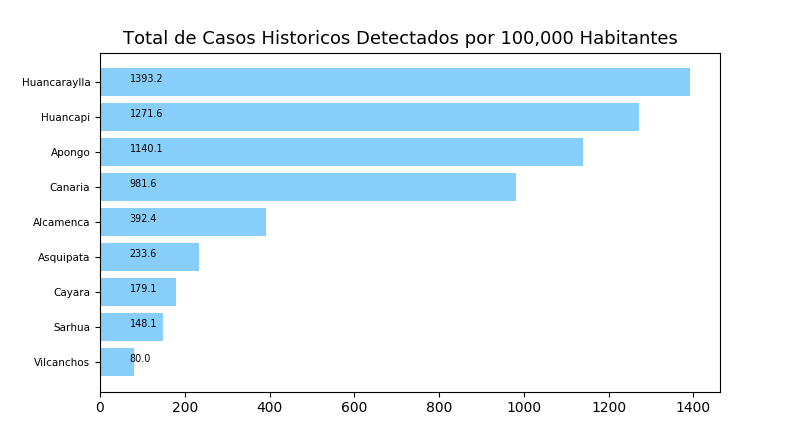 Total de Casos Historicos Detectados por 100,000 Habitantes
Huancaraylla 1393.2
Huancapi 1271.6
Apongo 1140.1
Canaria 981.6
Alcamenca 392.4
Asquipata 233.6
Cayara 179.1
Sarhua 148.1
Vilcanchos 80.0
0 200 400 600 800 1000 1200 1400